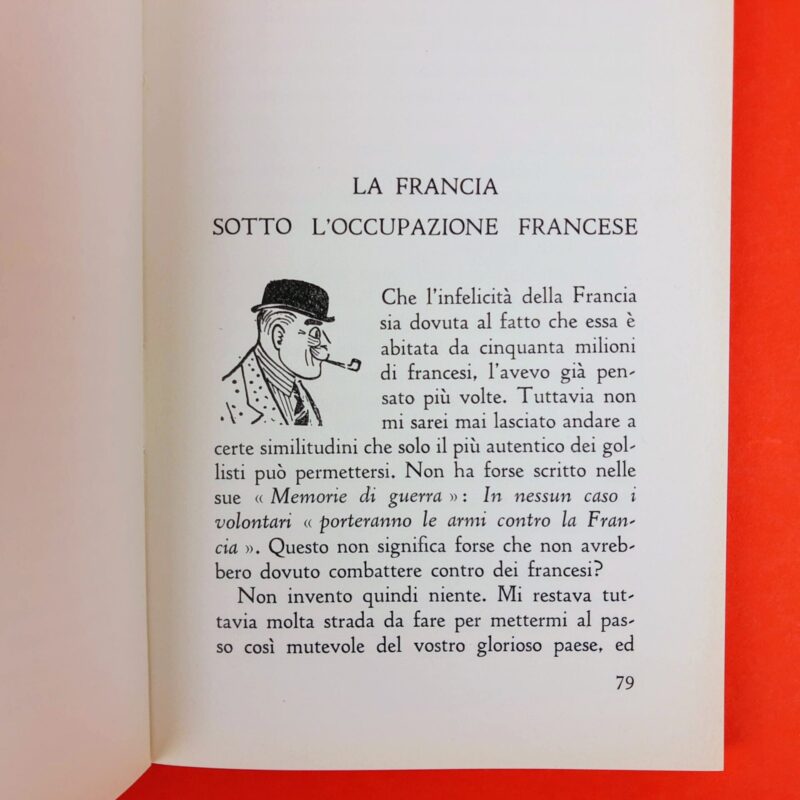 LA FRANCIA
SOTTO L'OCCUPAZIONE FRANCESE
Che l'infelicità della Francia
sia dovuta al fatto che essa è
abitata da cinquanta milioni
di francesi, l'avevo già pen-
sato più volte. Tuttavia non
mi sarei mai lasciato andare a
certe similitudini che solo il più autentico dei gol-
listi può permettersi. Non ha forse scritto nelle
sue « Memorie di guerra »: In nessun caso i
volontari « porteranno le armi contro la Fran-
cia ». Questo non significa forse che non avreb-
bero dovuto combattere contro dei francesi?
Non invento quindi niente. Mi restava tut-
tavia molta strada da fare per mettermi al pas-
so così mutevole del vostro glorioso paese, ed
79